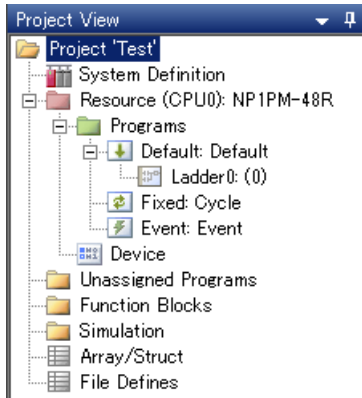 Project View
Project 'Test'
System Definition
Resource (CPU0): NP1PM-48R
Programs
Default: Default
Ladder0: (0)
Fixed: Cycle
Event: Event
Device
Unassigned Programs
Function Blocks
Simulation
Array/Struct
File Defines